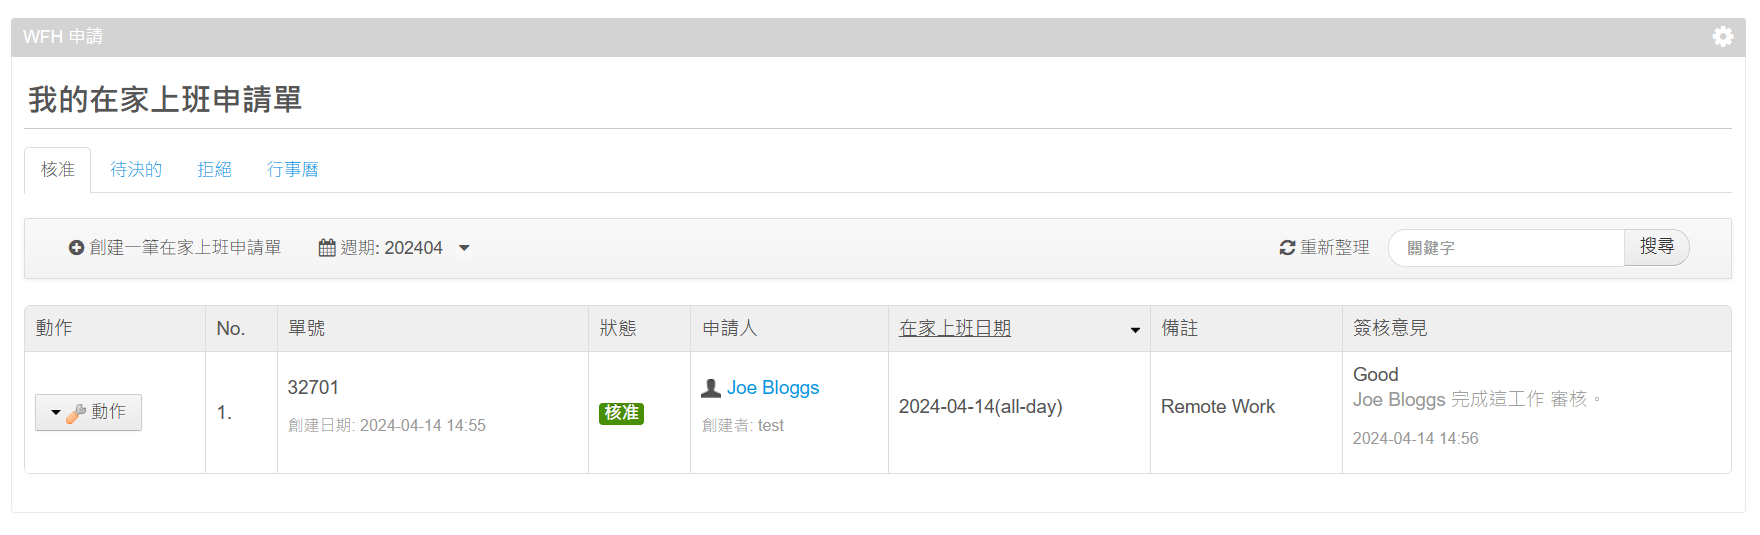 WFH 申請
我的在家上班申請單
核准 待決的 拒絕 行事曆
創建一筆在家上班申請單 週期: 202404 重新整理 關鍵字 搜尋
動作 No. 單號 狀態 申請人 在家上班日期 備註 簽核意見
動作 1. 32701 核准 Joe Bloggs 2024-04-14(all-day) Remote Work Good
Joe Bloggs 完成這工作 審核。
創建日期: 2024-04-14 14:55 創建者: test 2024-04-14 14:56